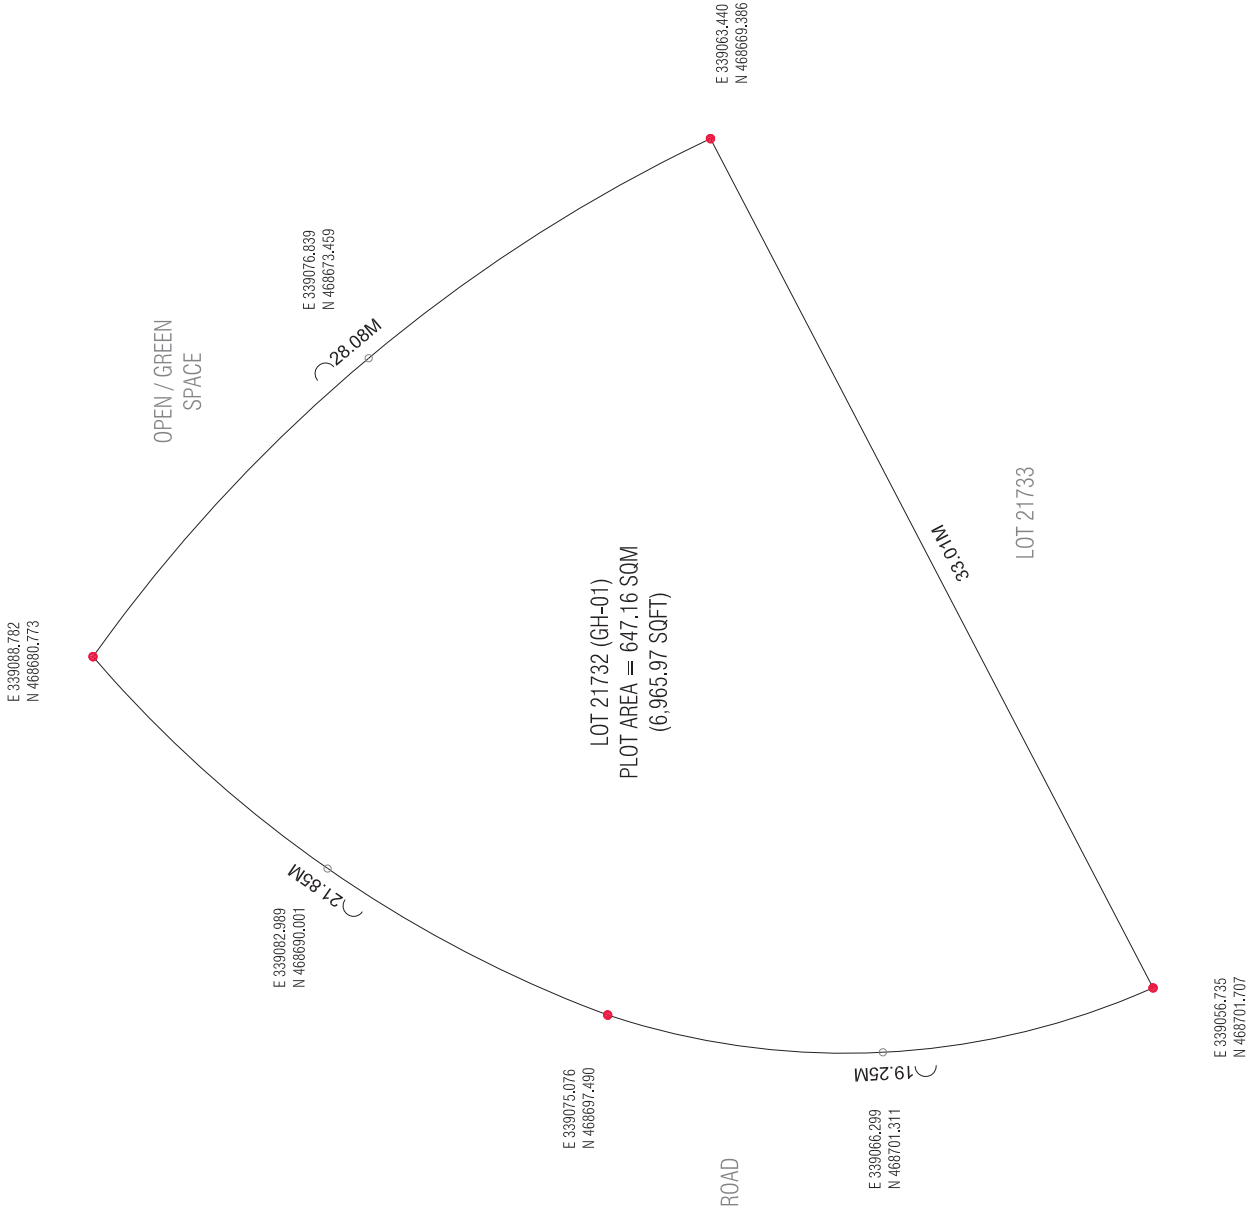 E 339063.440
N 468669.386
E 339076.839
N 468673.459
28.08M
OPEN / GREEN
SPACE
E 339088.782
N 468680.773
LOT 21733
33.01M
LOT 21732 (GH-01)
PLOT AREA = 647.16 SQM
(6,965.97 SQFT)
21.85M
E 339082.989
N 468690.001
E 339056.735
N 468701.707
19.25M
E 339075.076
N 468697.490
E 339066.299
N 468701.311
ROAD